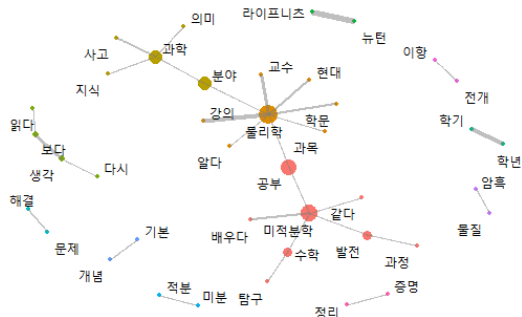 라이프니츠
의미
뉴턴
과학
사고
이항
교수
현대
분야
지식
전개
강의
학문
학기
읽다
물리학
보다
과목
학년
알다
생각
다시
공부
암흑
해결
같다
배우다
미적분학
물질
기본
문제
수학
발전
과정
개념
증명
적분
미분
탐구
정리